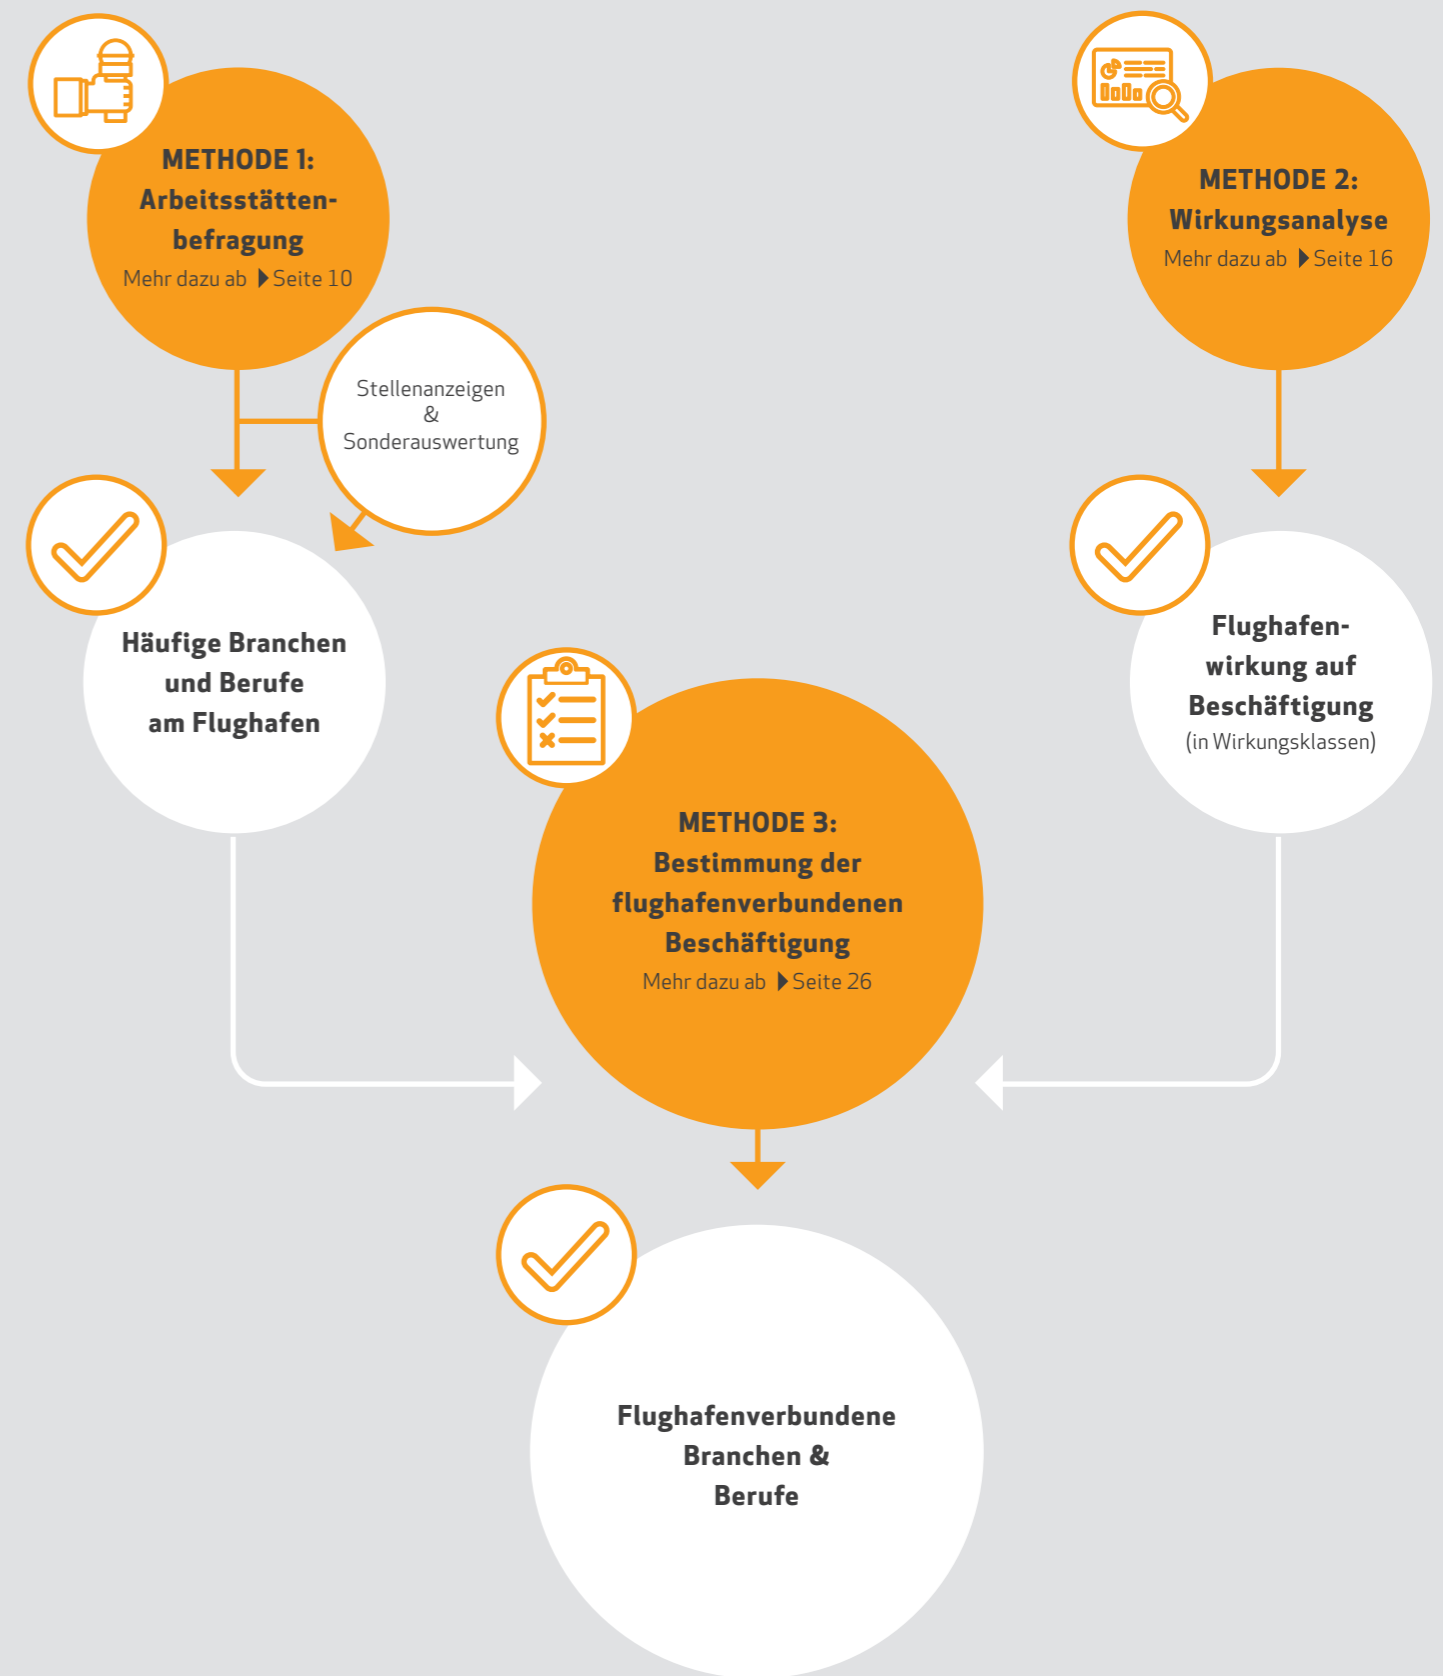 METHODE 1:
Arbeitsstätten-
befragung
Mehr dazu ab ▶ Seite 10
METHODE 2:
Wirkungsanalyse
Mehr dazu ab ▶ Seite 16
Stellenanzeigen
&
Sonderauswertung
Häufige Branchen
und Berufe
am Flughafen
Flughafen-
wirkung auf
Beschäftigung
(in Wirkungsklassen)
METHODE 3:
Bestimmung der
flughafenverbundenen
Beschäftigung
Mehr dazu ab ▶ Seite 26
Flughafenverbundene
Branchen &
Berufe